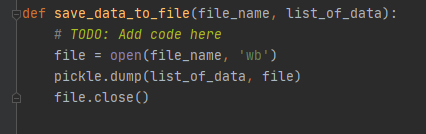 def save_data_to_file(file_name, list_of_data):
    # TODO: Add code here
    file = open(file_name, 'wb')
    pickle.dump(list_of_data, file)
    file.close()